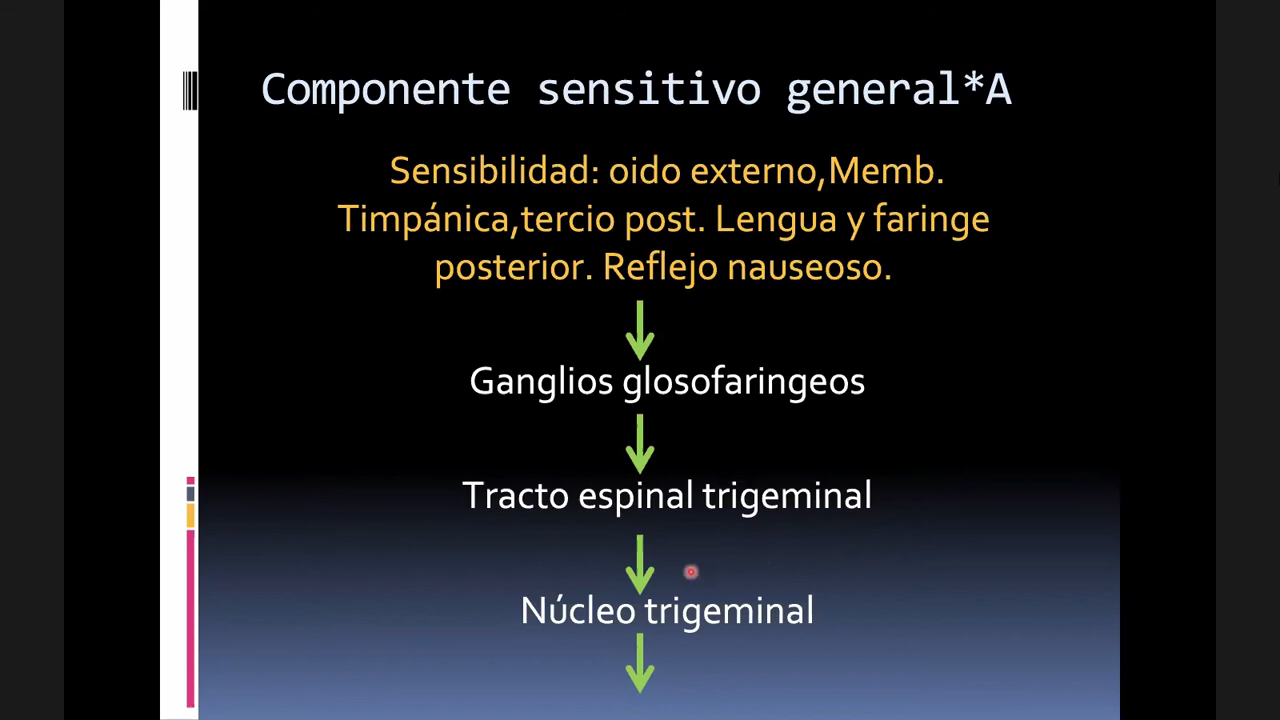 Componente sensitivo general*A
Sensibilidad: oido externo,Memb.
Timpánica,tercio post. Lengua y faringe
posterior. Reflejo nauseoso.
Ganglios glosofaringeos
Tracto espinal trigeminal
Núcleo trigeminal